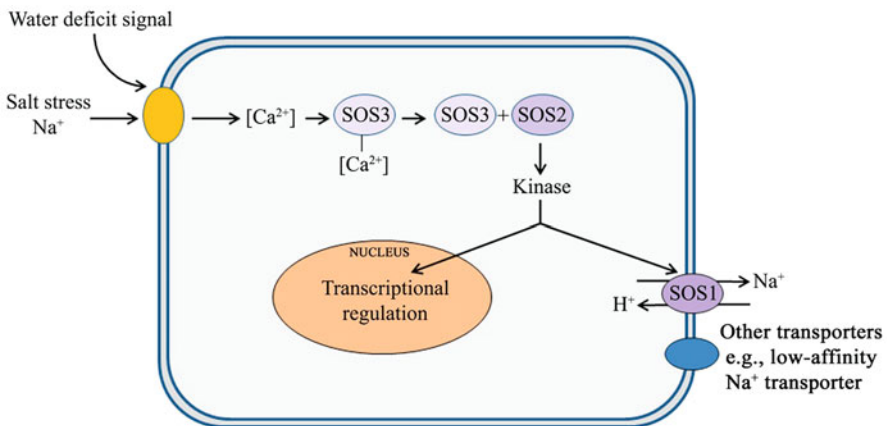 Water deficit signal
Salt stress
Na⁺
[Ca²⁺]
SOS3
[Ca²⁺]
SOS3 + SOS2
Kinase
NUCLEUS
Transcriptional
regulation
Na⁺
SOS1
H⁺
Other transporters
e.g., low-affinity
Na⁺ transporter